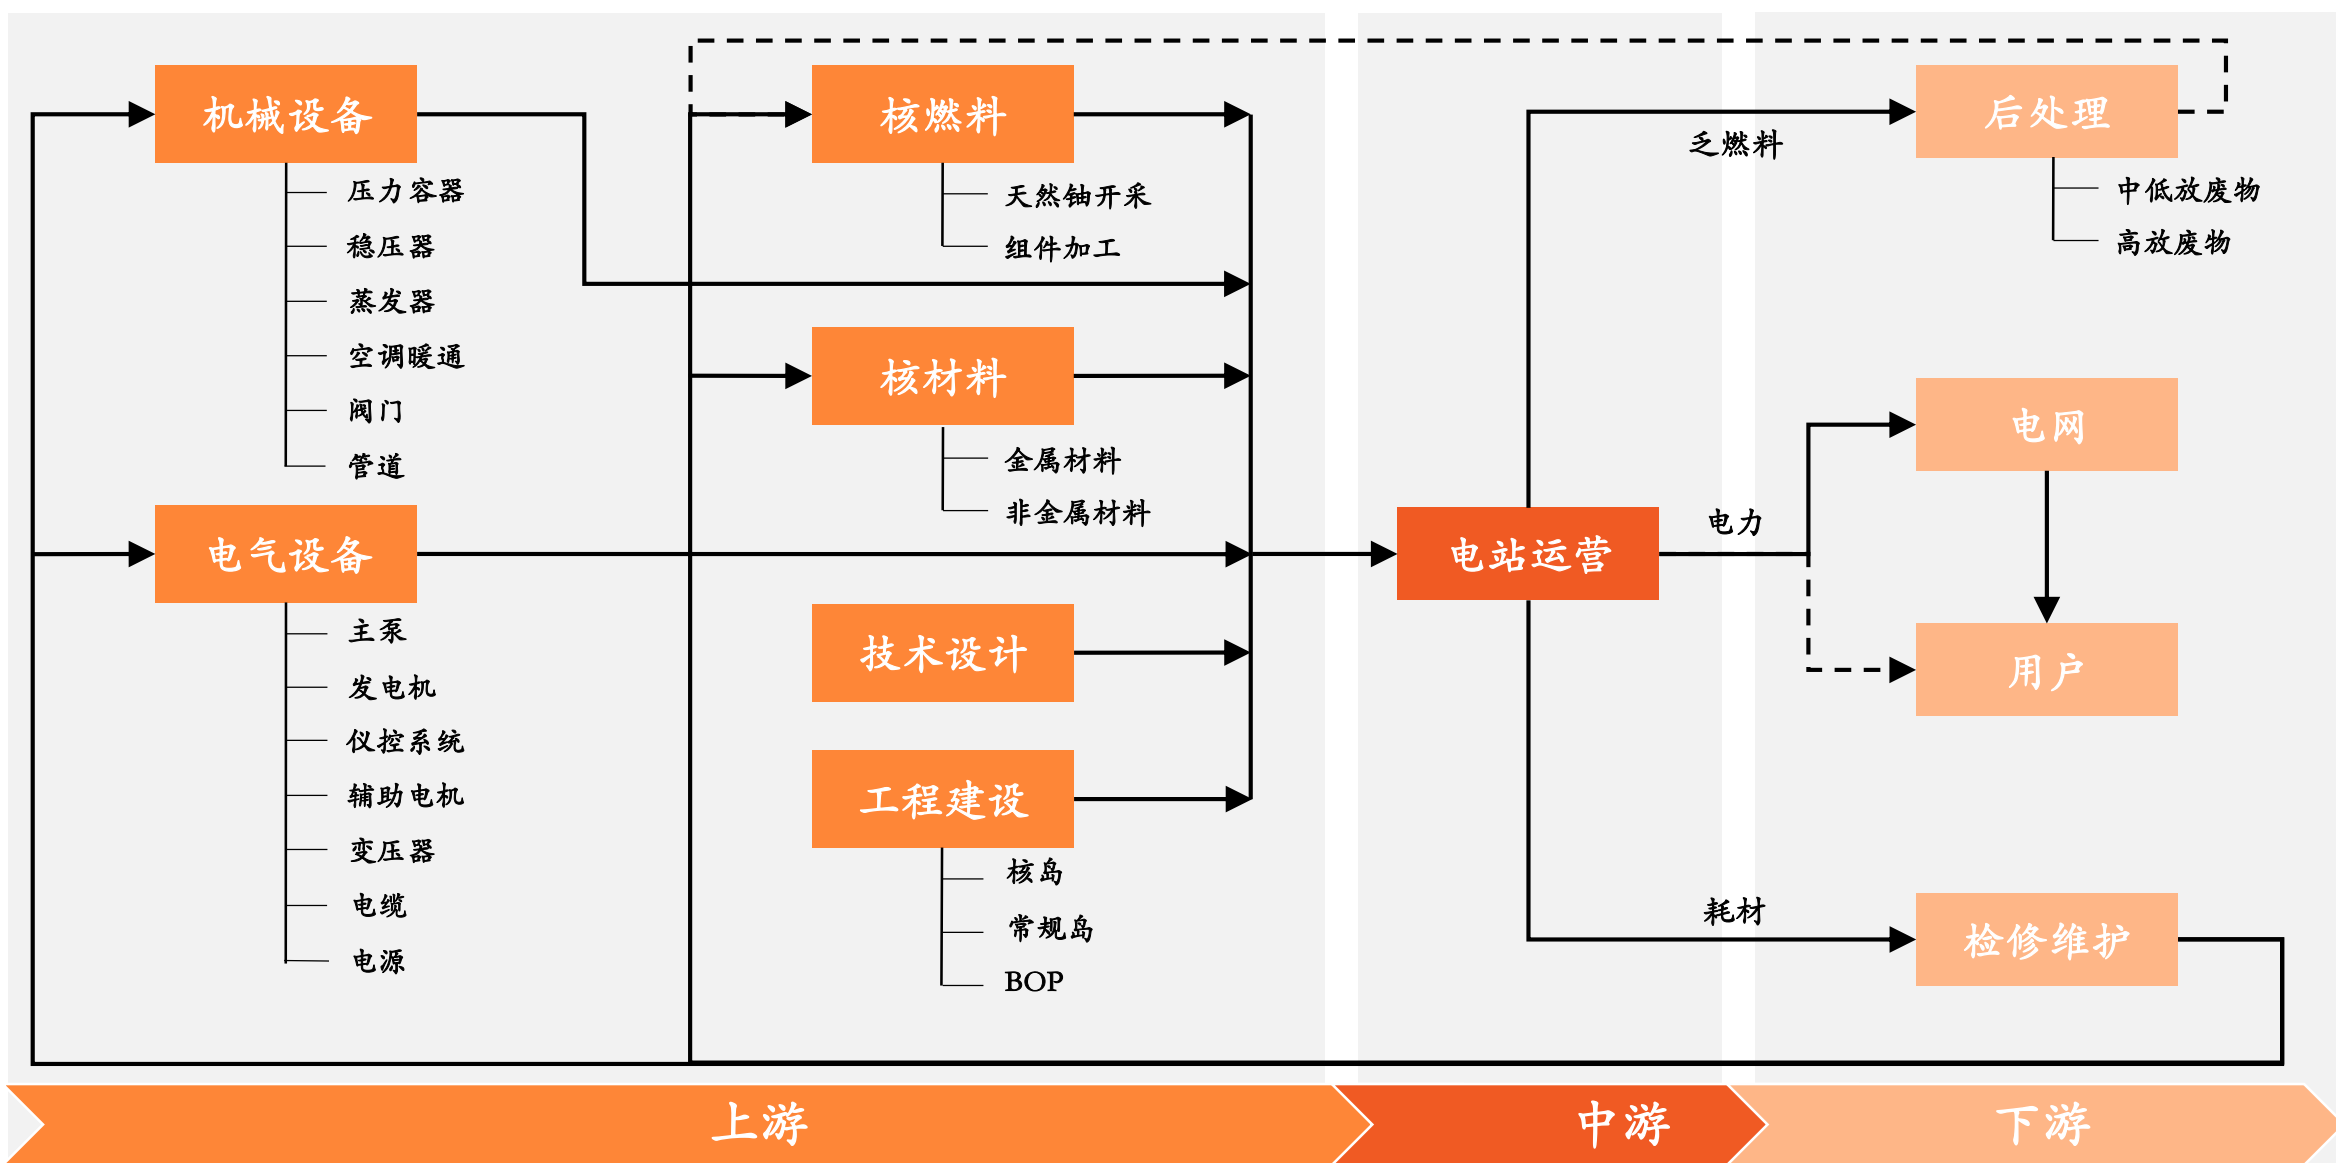 机械设备
压力容器
稳压器
蒸发器
空调暖通
阀门
管道
电气设备
主泵
发电机
仪控系统
辅助电机
变压器
电缆
电源
核燃料
天然铀开采
组件加工
核材料
金属材料
非金属材料
技术设计
工程建设
核岛
常规岛
BOP
电站运营
乏燃料
电力
耗材
后处理
中低放废物
高放废物
电网
用户
检修维护
上游
中游
下游